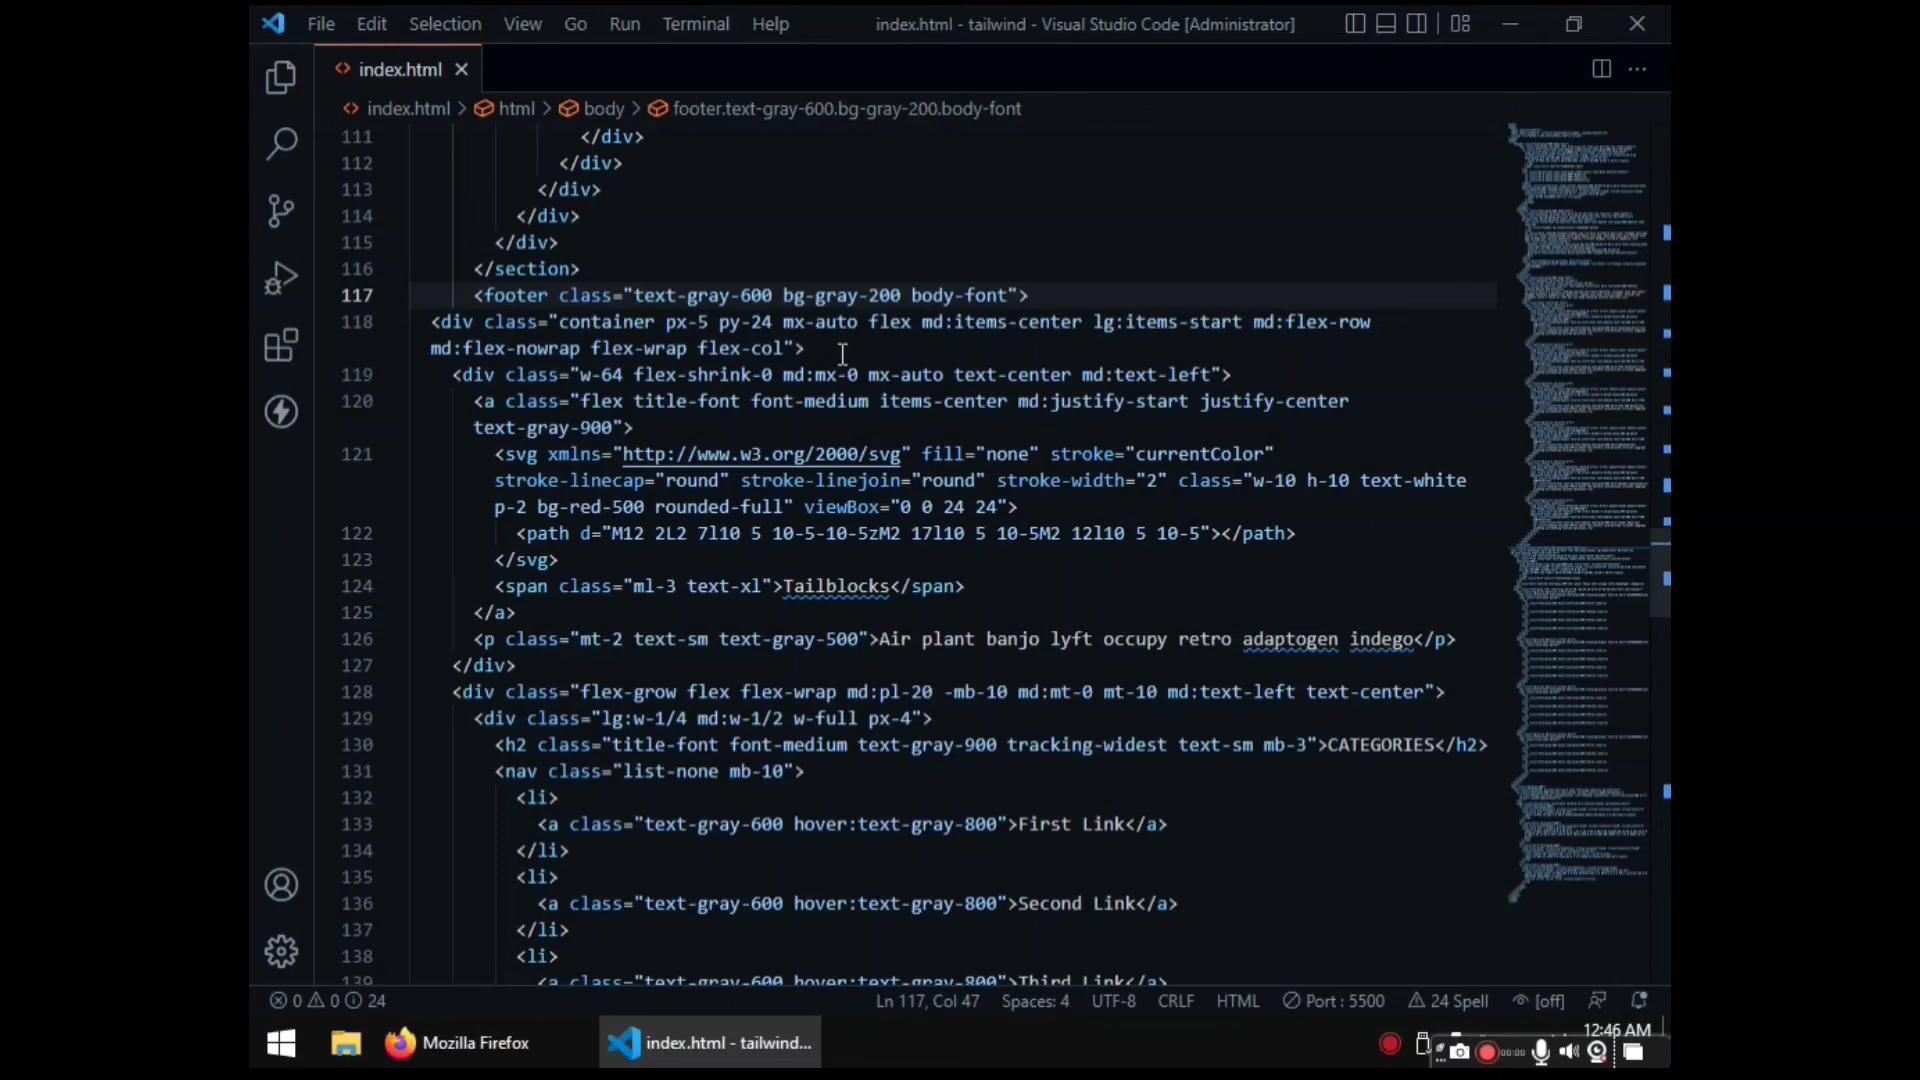 File Edit Selection View Go Run Terminal Help index.html - tailwind - Visual Studio Code [Administrator]
index.html
index.html > html > body > footer.text-gray-600.bg-gray-200.body-font
111 </div>
112 </div>
113 </div>
114 </div>
115 </div>
116 </section>
117 <footer class="text-gray-600 bg-gray-200 body-font">
118 <div class="container px-5 py-24 mx-auto flex md:items-center lg:items-start md:flex-row
md:flex-nowrap flex-wrap flex-col">
119 <div class="w-64 flex-shrink-0 md:mx-0 mx-auto text-center md:text-left">
120 <a class="flex title-font font-medium items-center md:justify-start justify-center
text-gray-900">
121 <svg xmlns="http://www.w3.org/2000/svg" fill="none" stroke="currentColor"
stroke-linecap="round" stroke-linejoin="round" stroke-width="2" class="w-10 h-10 text-white
p-2 bg-red-500 rounded-full" viewBox="0 0 24 24">
122 <path d="M12 2L2 7l10 5 10-5-10-5zM2 17l10 5 10-5M2 12l10 5 10-5"></path>
123 </svg>
124 <span class="ml-3 text-xl">Tailblocks</span>
125 </a>
126 <p class="mt-2 text-sm text-gray-500">Air plant banjo lyft occupy retro adaptogen indego</p>
127 </div>
128 <div class="flex-grow flex flex-wrap md:pl-20 -mb-10 md:mt-0 mt-10 md:text-left text-center">
129 <div class="lg:w-1/4 md:w-1/2 w-full px-4">
130 <h2 class="title-font font-medium text-gray-900 tracking-widest text-sm mb-3">CATEGORIES</h2>
131 <nav class="list-none mb-10">
132 <li>
133 <a class="text-gray-600 hover:text-gray-800">First Link</a>
134 </li>
135 <li>
136 <a class="text-gray-600 hover:text-gray-800">Second Link</a>
137 </li>
138 <li>
139 <a class="text-gray-600 hover:text-gray-800">Third Link</a>
0 0 24 Ln 117, Col 47 Spaces: 4 UTF-8 CRLF HTML Port : 5500 24 Spell [off]
Mozilla Firefox index.html - tailwind... 12:46 AM
00:00